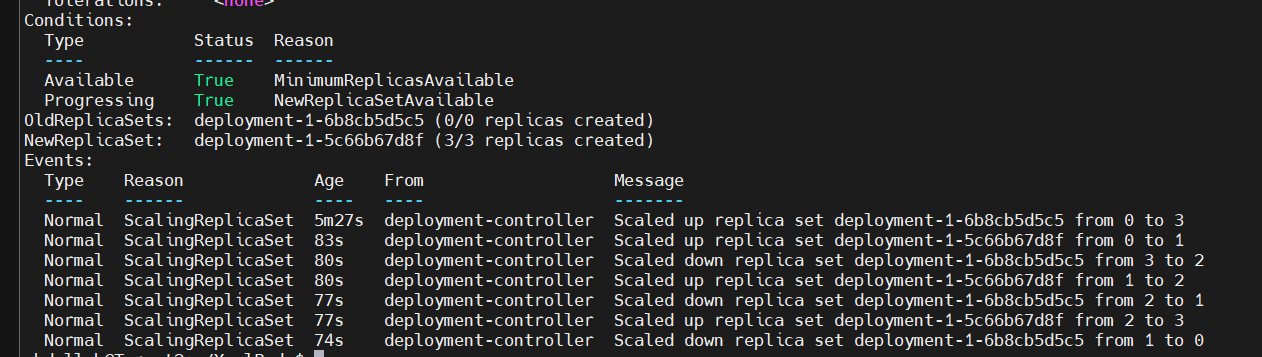 Tolerations: <none>
Conditions:
Type Status Reason
---- ------ ------
Available True MinimumReplicasAvailable
Progressing True NewReplicaSetAvailable
OldReplicaSets: deployment-1-6b8cb5d5c5 (0/0 replicas created)
NewReplicaSet: deployment-1-5c66b67d8f (3/3 replicas created)
Events:
Type Reason Age From Message
---- ------ ---- ---- -------
Normal ScalingReplicaSet 5m27s deployment-controller Scaled up replica set deployment-1-6b8cb5d5c5 from 0 to 3
Normal ScalingReplicaSet 83s deployment-controller Scaled up replica set deployment-1-5c66b67d8f from 0 to 1
Normal ScalingReplicaSet 80s deployment-controller Scaled down replica set deployment-1-6b8cb5d5c5 from 3 to 2
Normal ScalingReplicaSet 80s deployment-controller Scaled up replica set deployment-1-5c66b67d8f from 1 to 2
Normal ScalingReplicaSet 77s deployment-controller Scaled down replica set deployment-1-6b8cb5d5c5 from 2 to 1
Normal ScalingReplicaSet 77s deployment-controller Scaled up replica set deployment-1-5c66b67d8f from 2 to 3
Normal ScalingReplicaSet 74s deployment-controller Scaled down replica set deployment-1-6b8cb5d5c5 from 1 to 0